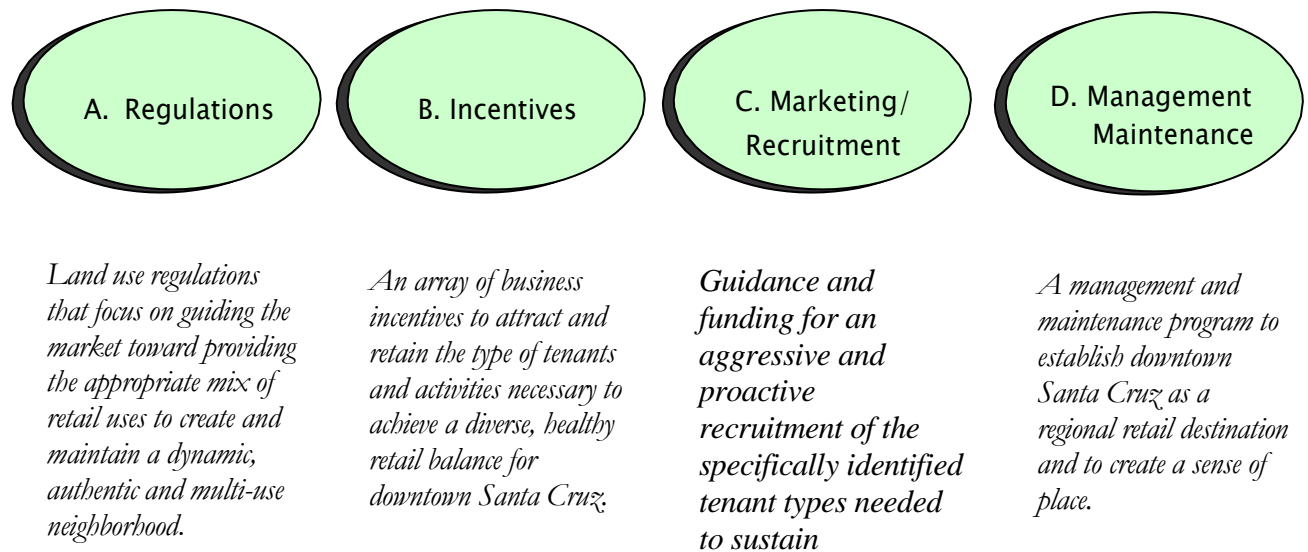 A. Regulations
B. Incentives
C. Marketing/
Recruitment
D. Management
Maintenance
Land use regulations
that focus on guiding the
market toward providing
the appropriate mix of
retail uses to create and
maintain a dynamic,
authentic and multi-use
neighborhood.
An array of business
incentives to attract and
retain the type of tenants
and activities necessary to
achieve a diverse, healthy
retail balance for
downtown Santa Cruz.
Guidance and
funding for an
aggressive and
proactive
recruitment of the
specifically identified
tenant types needed
to sustain
A management and
maintenance program to
establish downtown
Santa Cruz as a
regional retail destination
and to create a sense of
place.